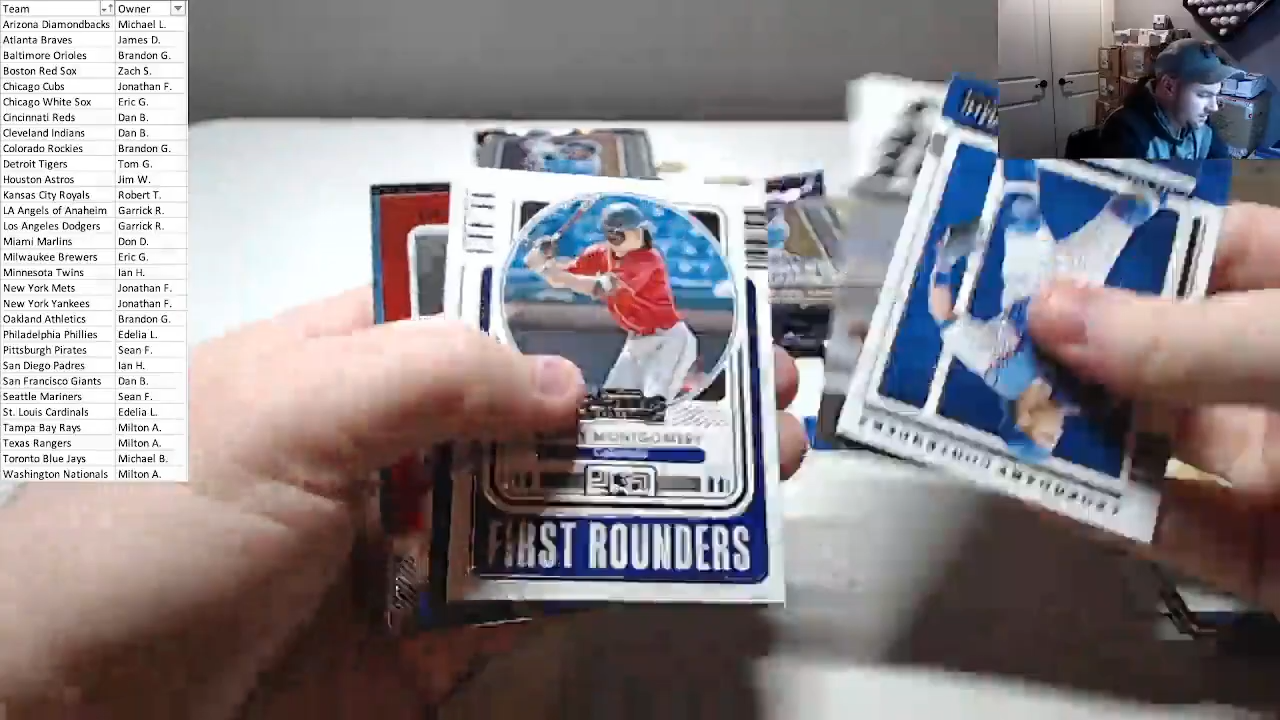 Team Owner
Arizona Diamondbacks Michael L.
Atlanta Braves James D.
Baltimore Orioles Brandon G.
Boston Red Sox Zach S.
Chicago Cubs Jonathan F.
Chicago White Sox Eric G.
Cincinnati Reds Dan B.
Cleveland Indians Dan B.
Colorado Rockies Brandon G.
Detroit Tigers Tom G.
Houston Astros Jim W.
Kansas City Royals Robert T.
LA Angels of Anaheim Garrick R.
Los Angeles Dodgers Garrick R.
Miami Marlins Don D.
Milwaukee Brewers Eric G.
Minnesota Twins Ian H.
New York Mets Jonathan F.
New York Yankees Jonathan F.
Oakland Athletics Brandon G.
Philadelphia Phillies Edelia L.
Pittsburgh Pirates Sean F.
San Diego Padres Ian H.
San Francisco Giants Dan B.
Seattle Mariners Sean F.
St. Louis Cardinals Edelia L.
Tampa Bay Rays Milton A.
Texas Rangers Milton A.
Toronto Blue Jays Michael B.
Washington Nationals Milton A.
MONTGOMERY
FIRST ROUNDERS